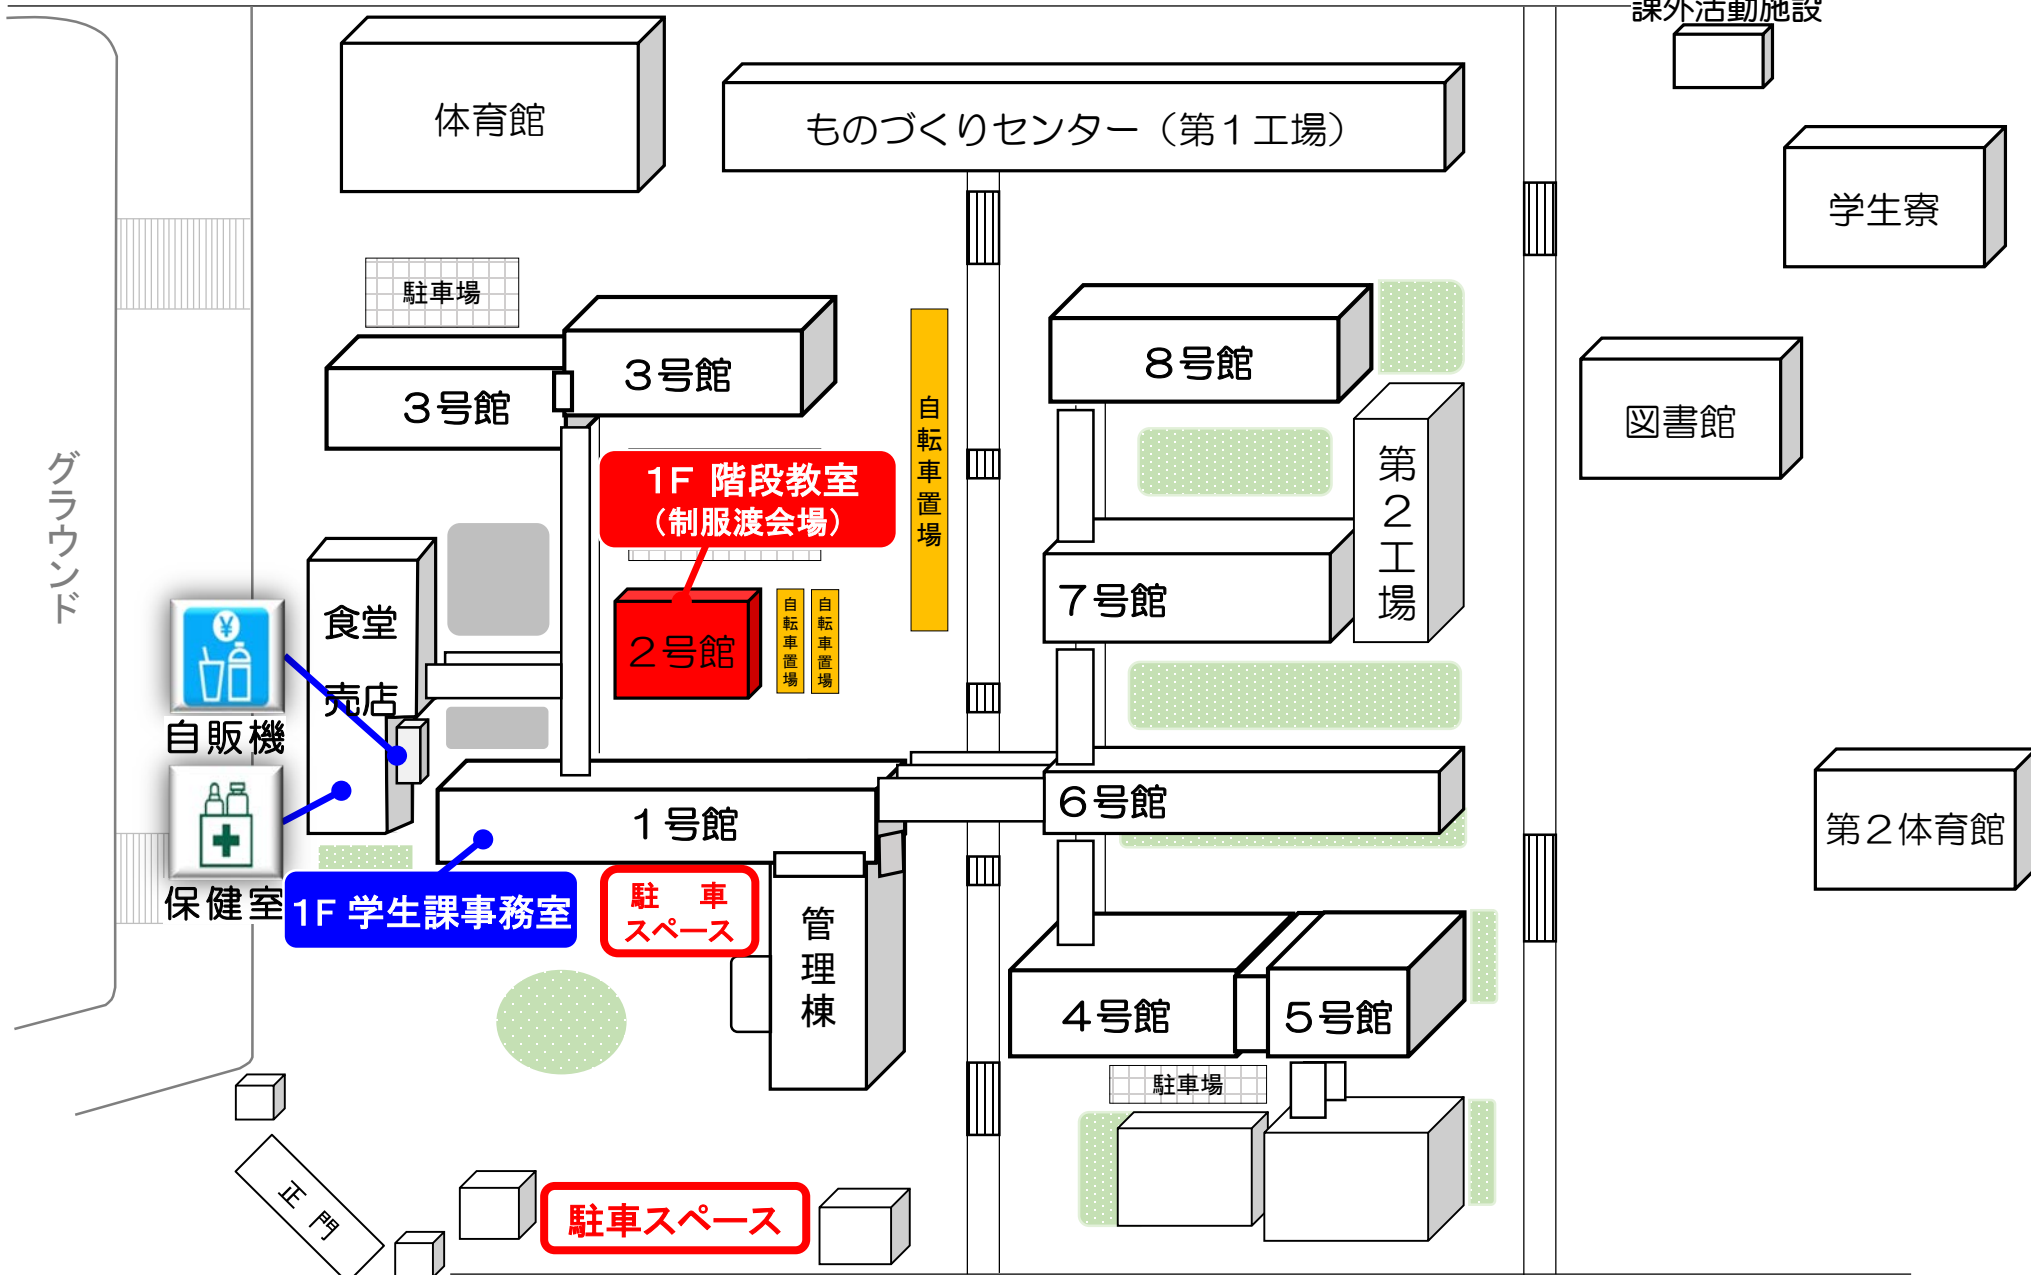 課外活動施設
体育館
ものづくりセンター（第１工場）
学生寮
駐車場
３号館
３号館
８号館
図書館
自転車置場
グラウンド
1F 階段教室
（制服渡会場）
第２工場
７号館
食堂
売店
２号館
自転車置場
自転車置場
自販機
１号館
６号館
第２体育館
保健室
1F 学生課事務室
駐 車
スペース
管理棟
４号館
５号館
駐車場
正門
駐車スペース